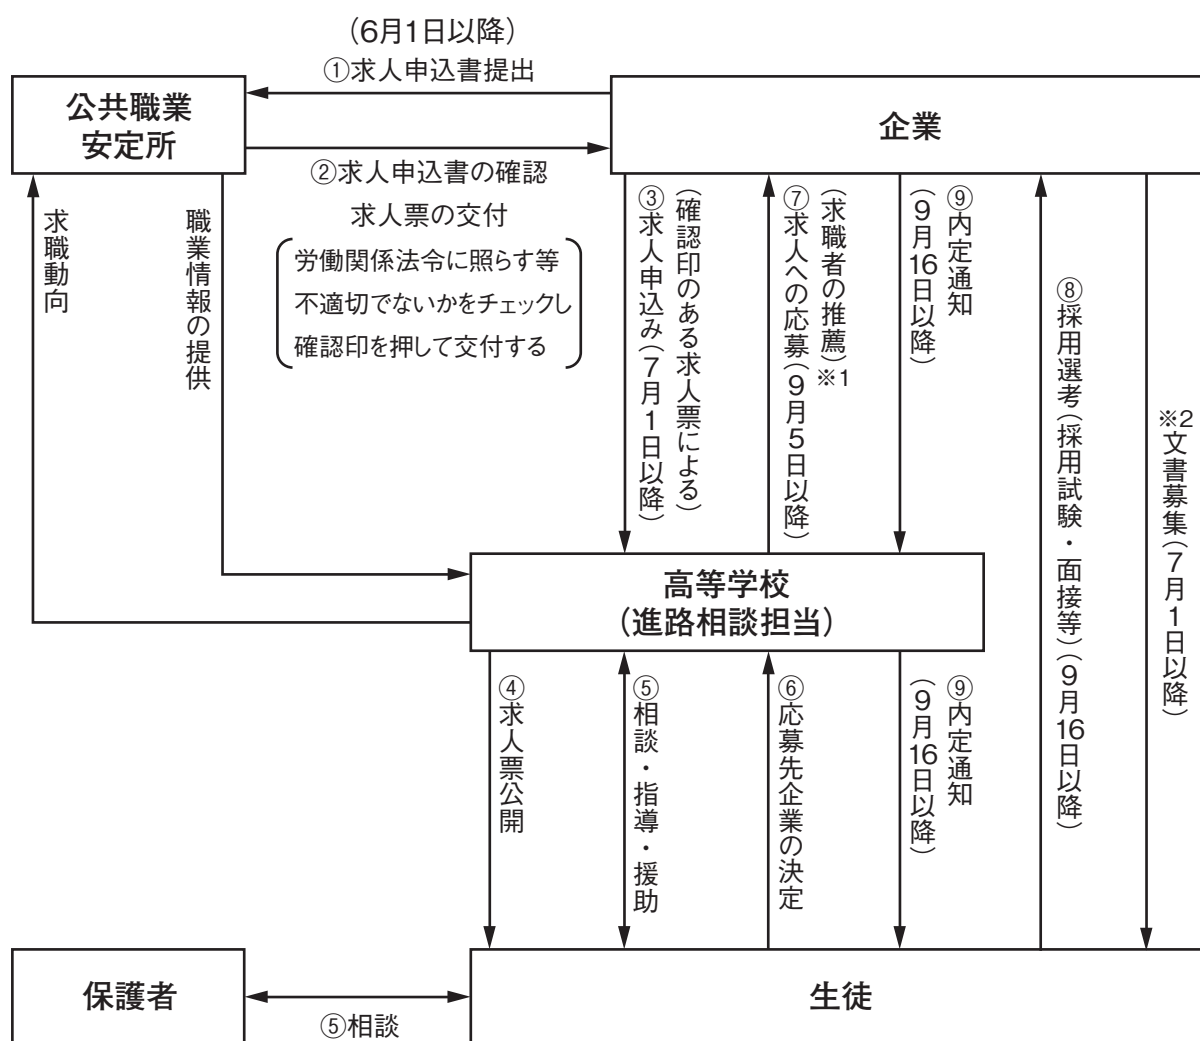 (6月1日以降)
①求人申込書提出
公共職業
安定所
企業
②求人申込書の確認
求人票の交付
労働関係法令に照らす等
不適切でないかをチェックし
確認印を押して交付する
求職動向
職業情報の提供
③求人申込み(7月1日以降)
(確認印のある求人票による)
⑦求人への応募(9月5日以降)
(求職者の推薦)※1
⑨内定通知
(9月16日以降)
⑧採用選考(採用試験・面接等)(9月16日以降)
※2文書募集(7月1日以降)
高等学校
(進路相談担当)
④求人票公開
⑤相談・指導・援助
⑥応募先企業の決定
⑨内定通知
(9月16日以降)
保護者
⑤相談
生徒